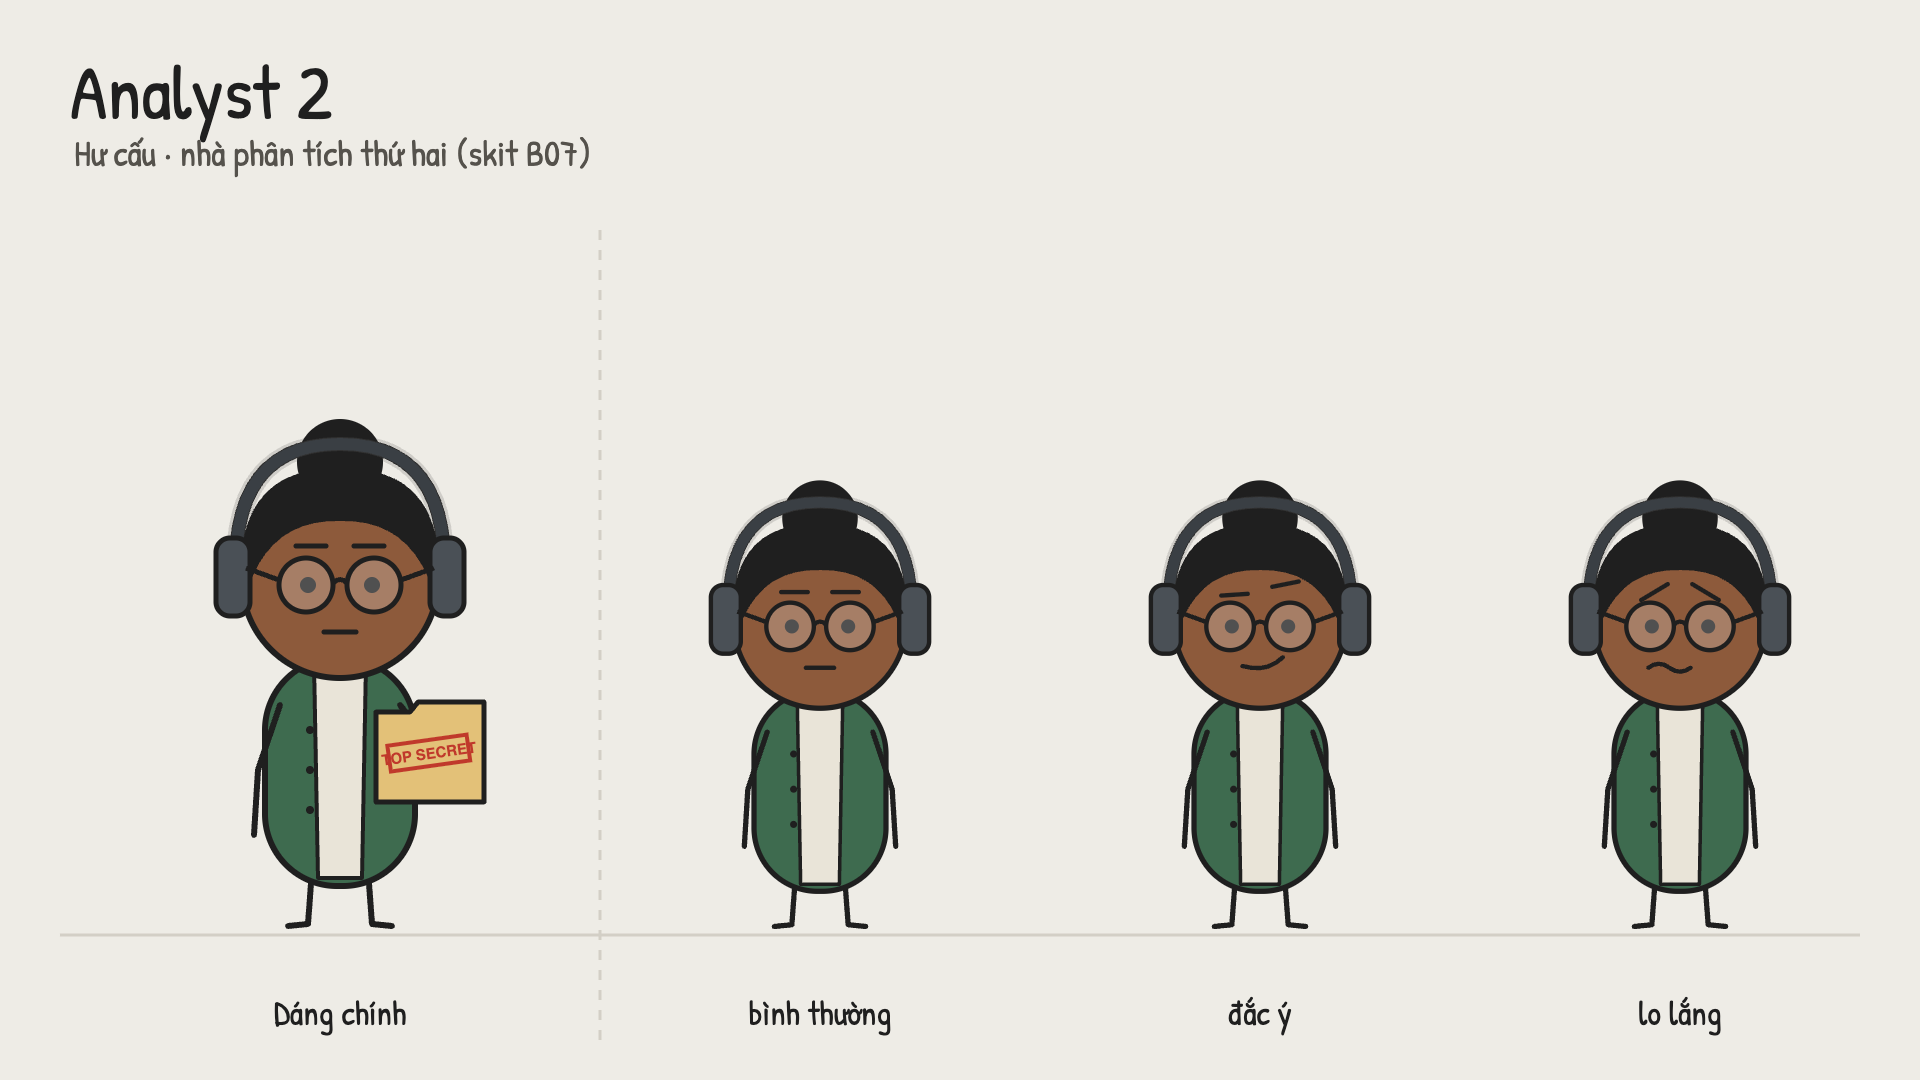 Analyst 2
Hư cấu · nhà phân tích thứ hai (skit B07)
TOP SECRET
Dáng chính
bình thường
đắc ý
lo lắng